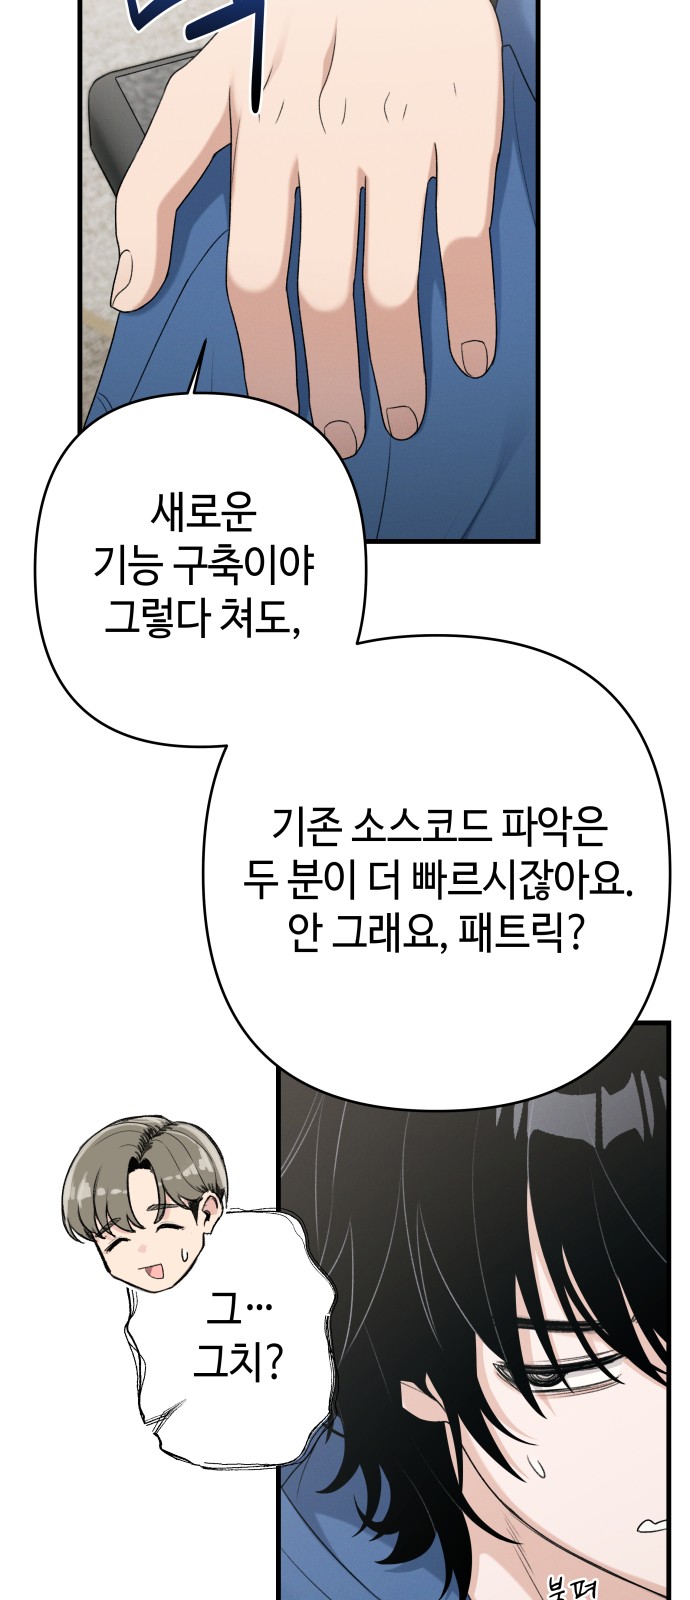 새로운
기능 구축이야
그렇다 쳐도,
기존 소스코드 파악은
두 분이 더 빠르시잖아요.
안 그래요, 패트릭?
그…
그치?